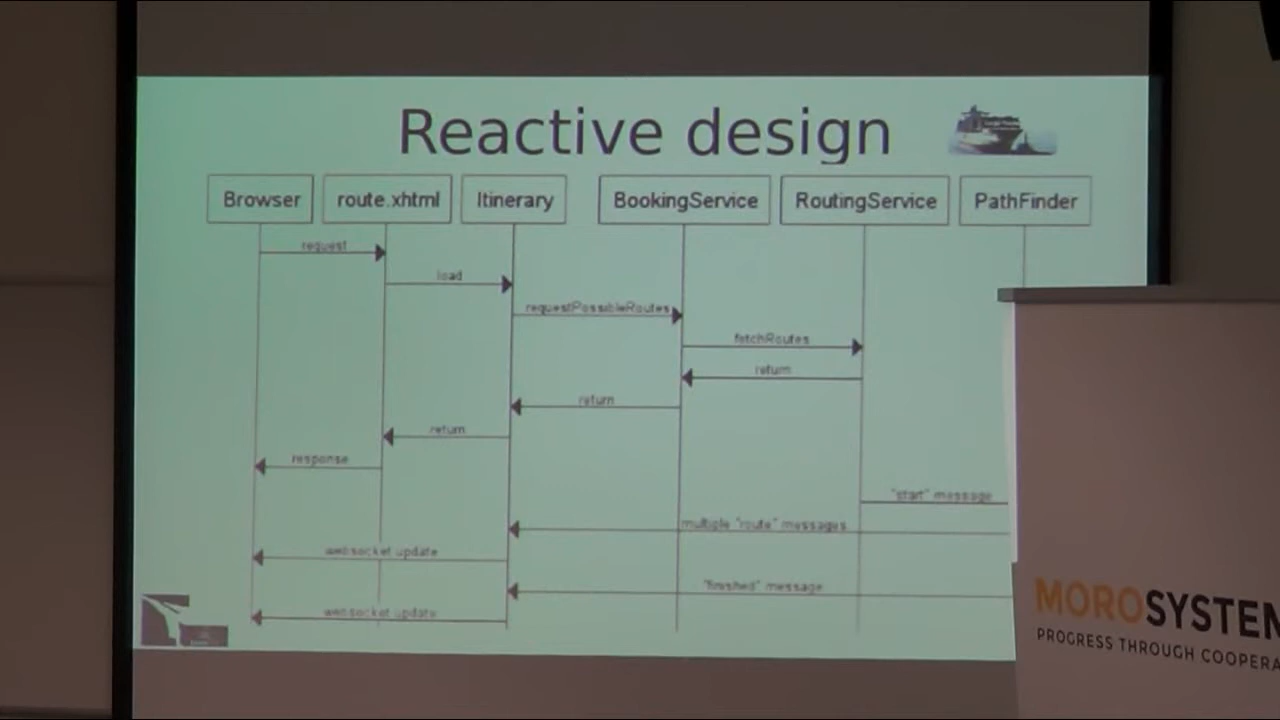 Reactive design
Browser
route.xhtml
Itinerary
BookingService
RoutingService
PathFinder
request
load
requestPossibleRoutes
fetchRoutes
return
return
return
response
"start" message
multiple "route" messages
websocket update
"finished" message
websocket update
MOROSYSTEM
PROGRESS THROUGH COOPERA